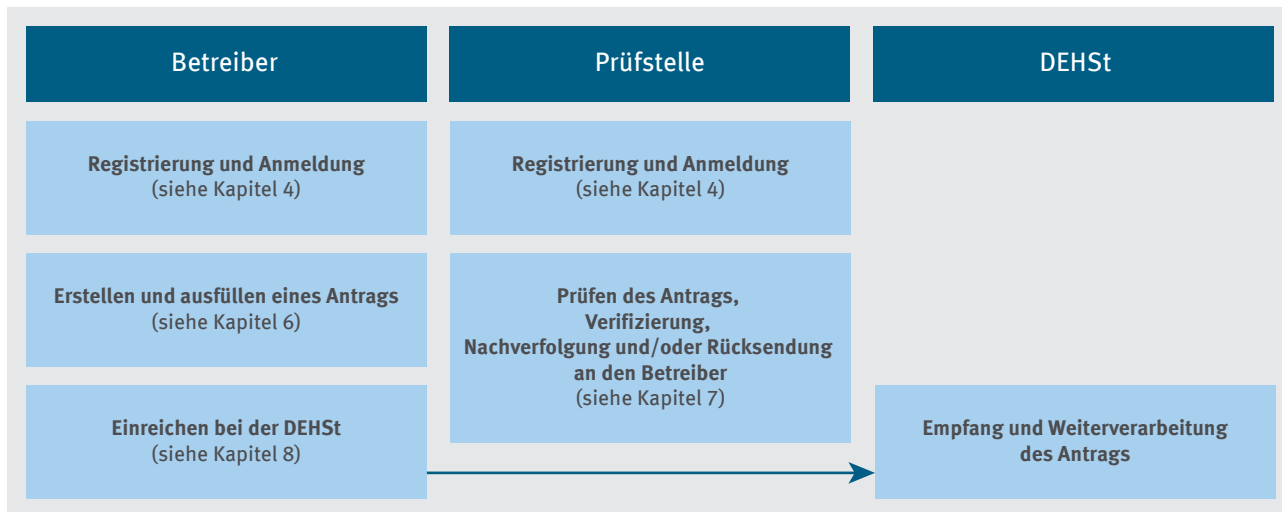 Betreiber
Prüfstelle
DEHSt
Registrierung und Anmeldung
(siehe Kapitel 4)
Registrierung und Anmeldung
(siehe Kapitel 4)
Erstellen und ausfüllen eines Antrags
(siehe Kapitel 6)
Prüfen des Antrags,
Verifizierung,
Nachverfolgung und/oder Rücksendung
an den Betreiber
(siehe Kapitel 7)
Einreichen bei der DEHSt
(siehe Kapitel 8)
Empfang und Weiterverarbeitung
des Antrags